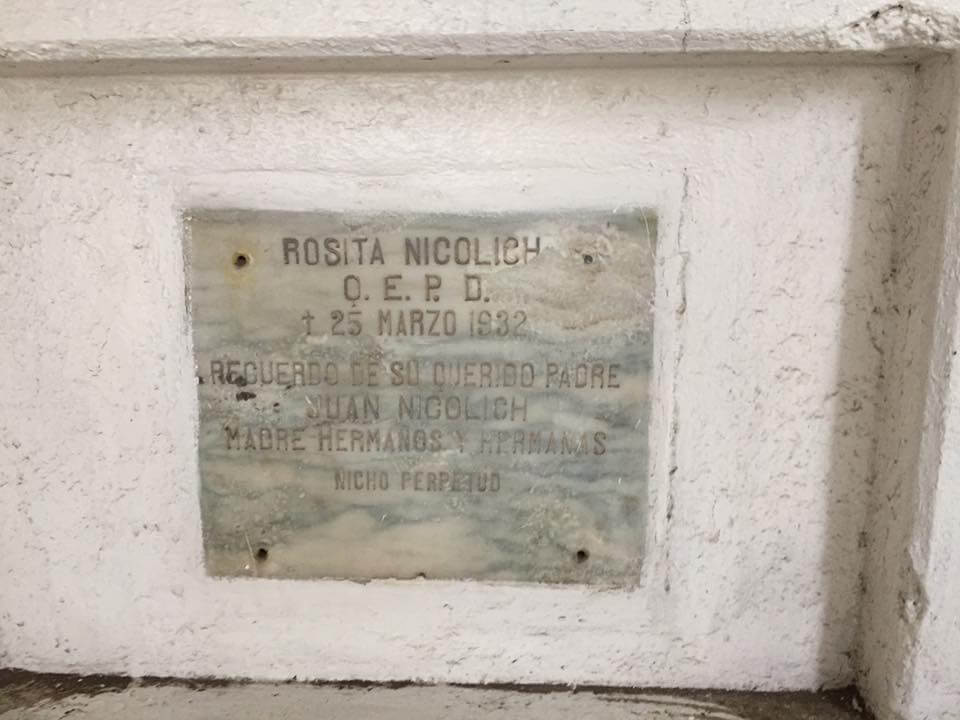 ROSITA NICOLICH
Q. E. P. D.
† 25 MARZO 1932
RECUERDO DE SU QUERIDO PADRE
JUAN NICOLICH
MADRE HERMANOS Y HERMANAS
NICHO PERPETUO